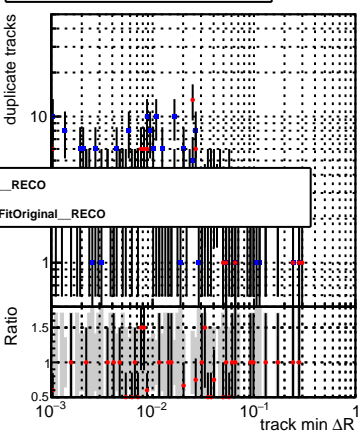 duplicate tracks
10
__RECO
FitOriginal__RECO
1
Ratio
1.5
1
0.5
10⁻³ 10⁻² 10⁻¹ 1
track min ΔR